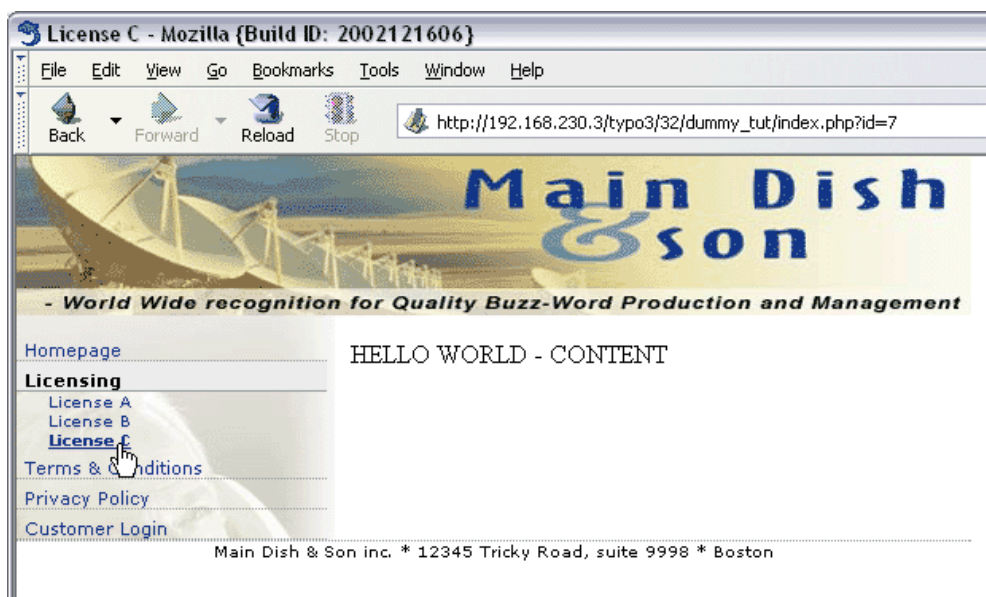 License C - Mozilla {Build ID: 2002121606}
File Edit View Go Bookmarks Tools Window Help
Back Forward Reload Stop http://192.168.230.3/typo3/32/dummy_tut/index.php?id=7
Main Dish
& son
- World Wide recognition for Quality Buzz-Word Production and Management
Homepage
HELLO WORLD - CONTENT
Licensing
License A
License B
License C
Terms & Conditions
Privacy Policy
Customer Login
Main Dish & Son inc. * 12345 Tricky Road, suite 9998 * Boston